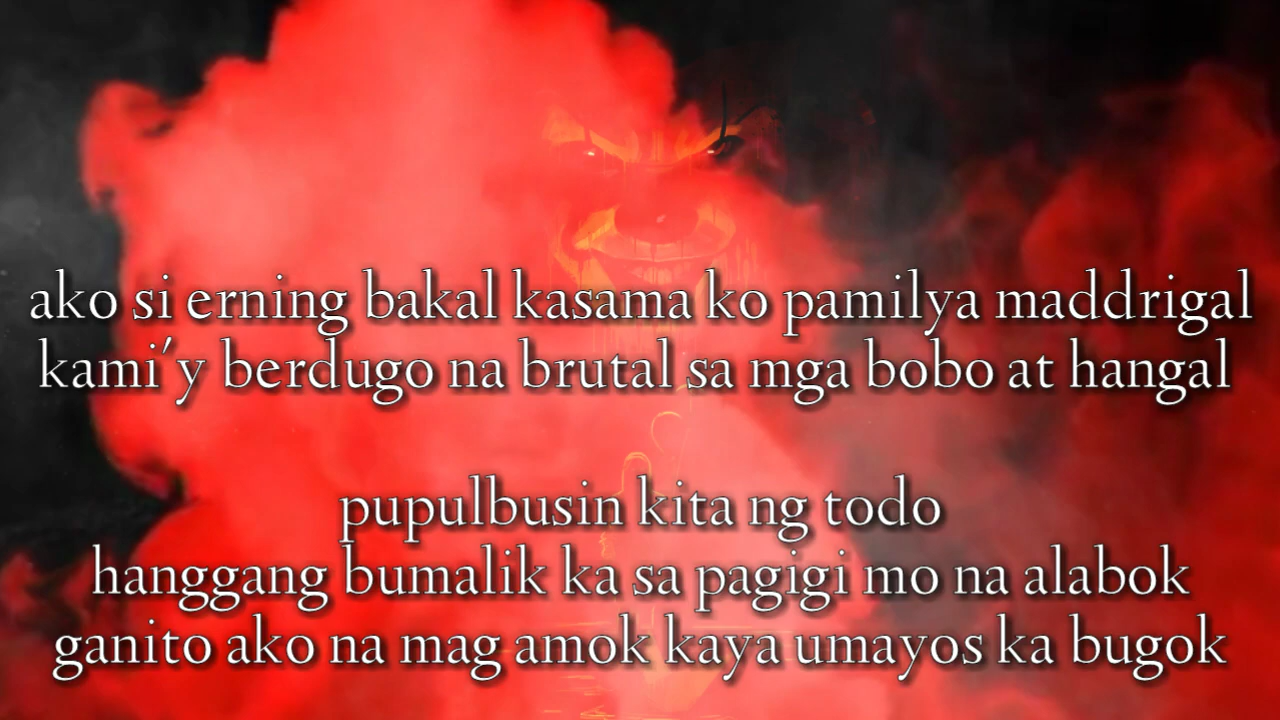 ako si erning bakal kasama ko pamilya maddrigal
kami´y berdugo na brutal sa mga bobo at hangal
pupulbusin kita ng todo
hanggang bumalik ka sa pagigi mo na alabok
ganito ako na mag amok kaya umayos ka bugok